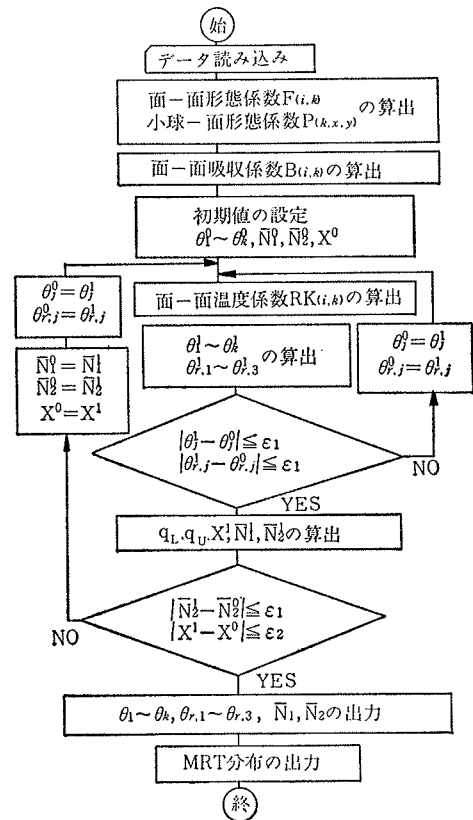 始
データ読み込み
面-面形態係数F(i,k)
小球-面形態係数P(k,x,y)
の算出
面-面吸収係数B(i,k)の算出
初期値の設定
θ⁰₁~θ⁰ₖ, N̄⁰₁, N̄⁰₂, X⁰
面-面温度係数RK(i,k)の算出
θ¹₁~θ¹ₖ
θ¹r,1~θ¹r,3
の算出
θ⁰ⱼ=θ¹ⱼ
θ⁰r,j=θ¹r,j
N̄⁰₁=N̄¹₁
N̄⁰₂=N̄¹₂
X⁰=X¹
θ⁰ⱼ=θ¹ⱼ
θ⁰r,j=θ¹r,j
|θ¹ⱼ-θ⁰ⱼ|≦ε₁
|θ¹r,j-θ⁰r,j|≦ε₁
NO
YES
q_L.q_U.X¹,N̄¹₁,N̄¹₂の算出
|N̄¹₂-N̄⁰₂|≦ε₁
|X¹-X⁰|≦ε₂
NO
YES
θ₁~θₖ,θr,1~θr,3, N̄₁,N̄₂の出力
MRT分布の出力
終